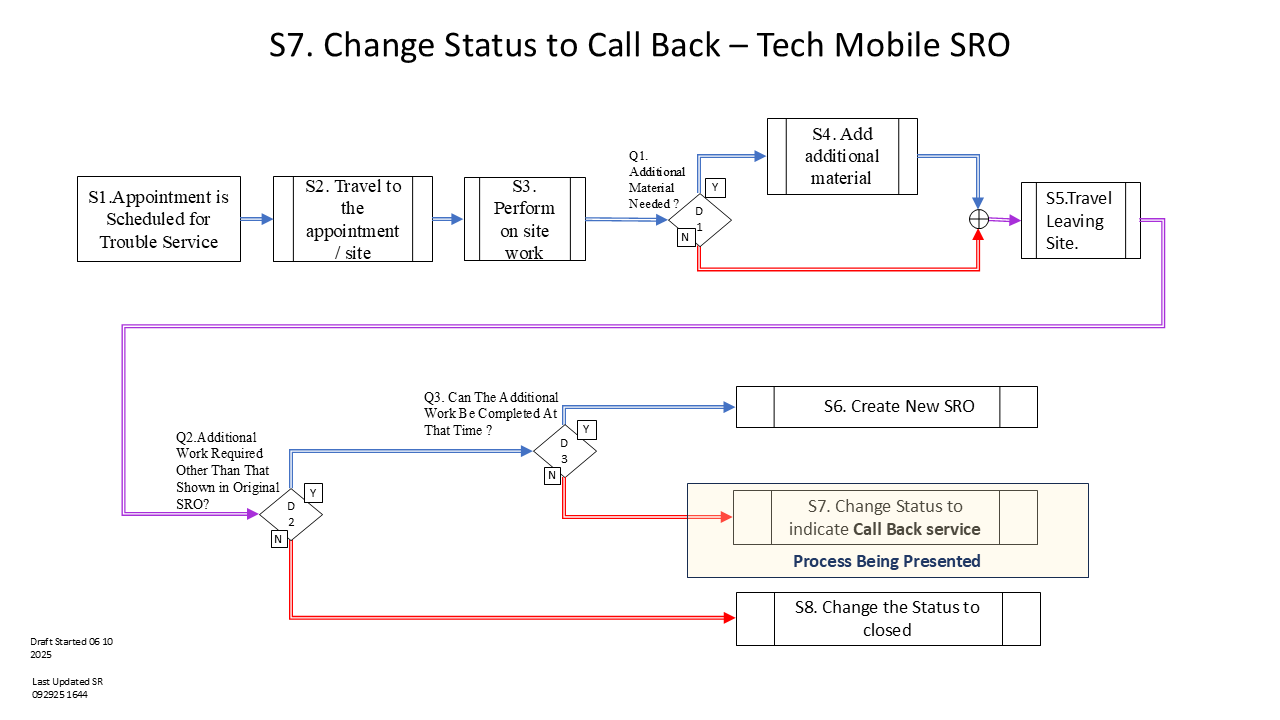 S7. Change Status to Call Back – Tech Mobile SRO
S1.Appointment is
Scheduled for
Trouble Service
S2. Travel to
the
appointment
/ site
S3.
Perform
on site
work
Q1.
Additional
Material
Needed ?
Y
D
1
N
S4. Add
additional
material
S5.Travel
Leaving
Site.
Q2.Additional
Work Required
Other Than That
Shown in Original
SRO?
Y
D
2
N
Q3. Can The Additional
Work Be Completed At
That Time ?
Y
D
3
N
S6. Create New SRO
S7. Change Status to
indicate Call Back service
Process Being Presented
S8. Change the Status to
closed
Draft Started 06 10
2025
Last Updated SR
092925 1644